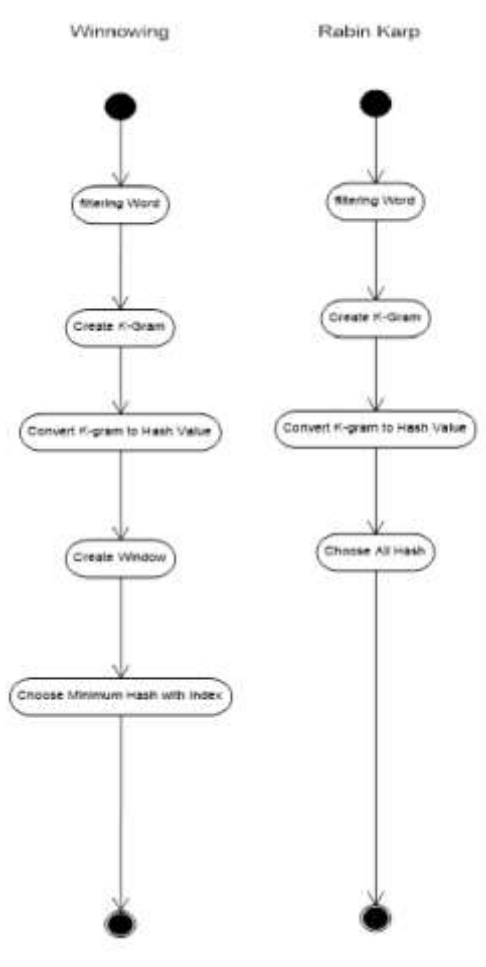 Winnowing
Rabin Karp
filtering Word
filtering Word
Create K-Gram
Create K-Gram
Convert K-gram to Hash Value
Convert K-gram to Hash Value
Create Window
Choose All Hash
Choose Minimum Hash with Index